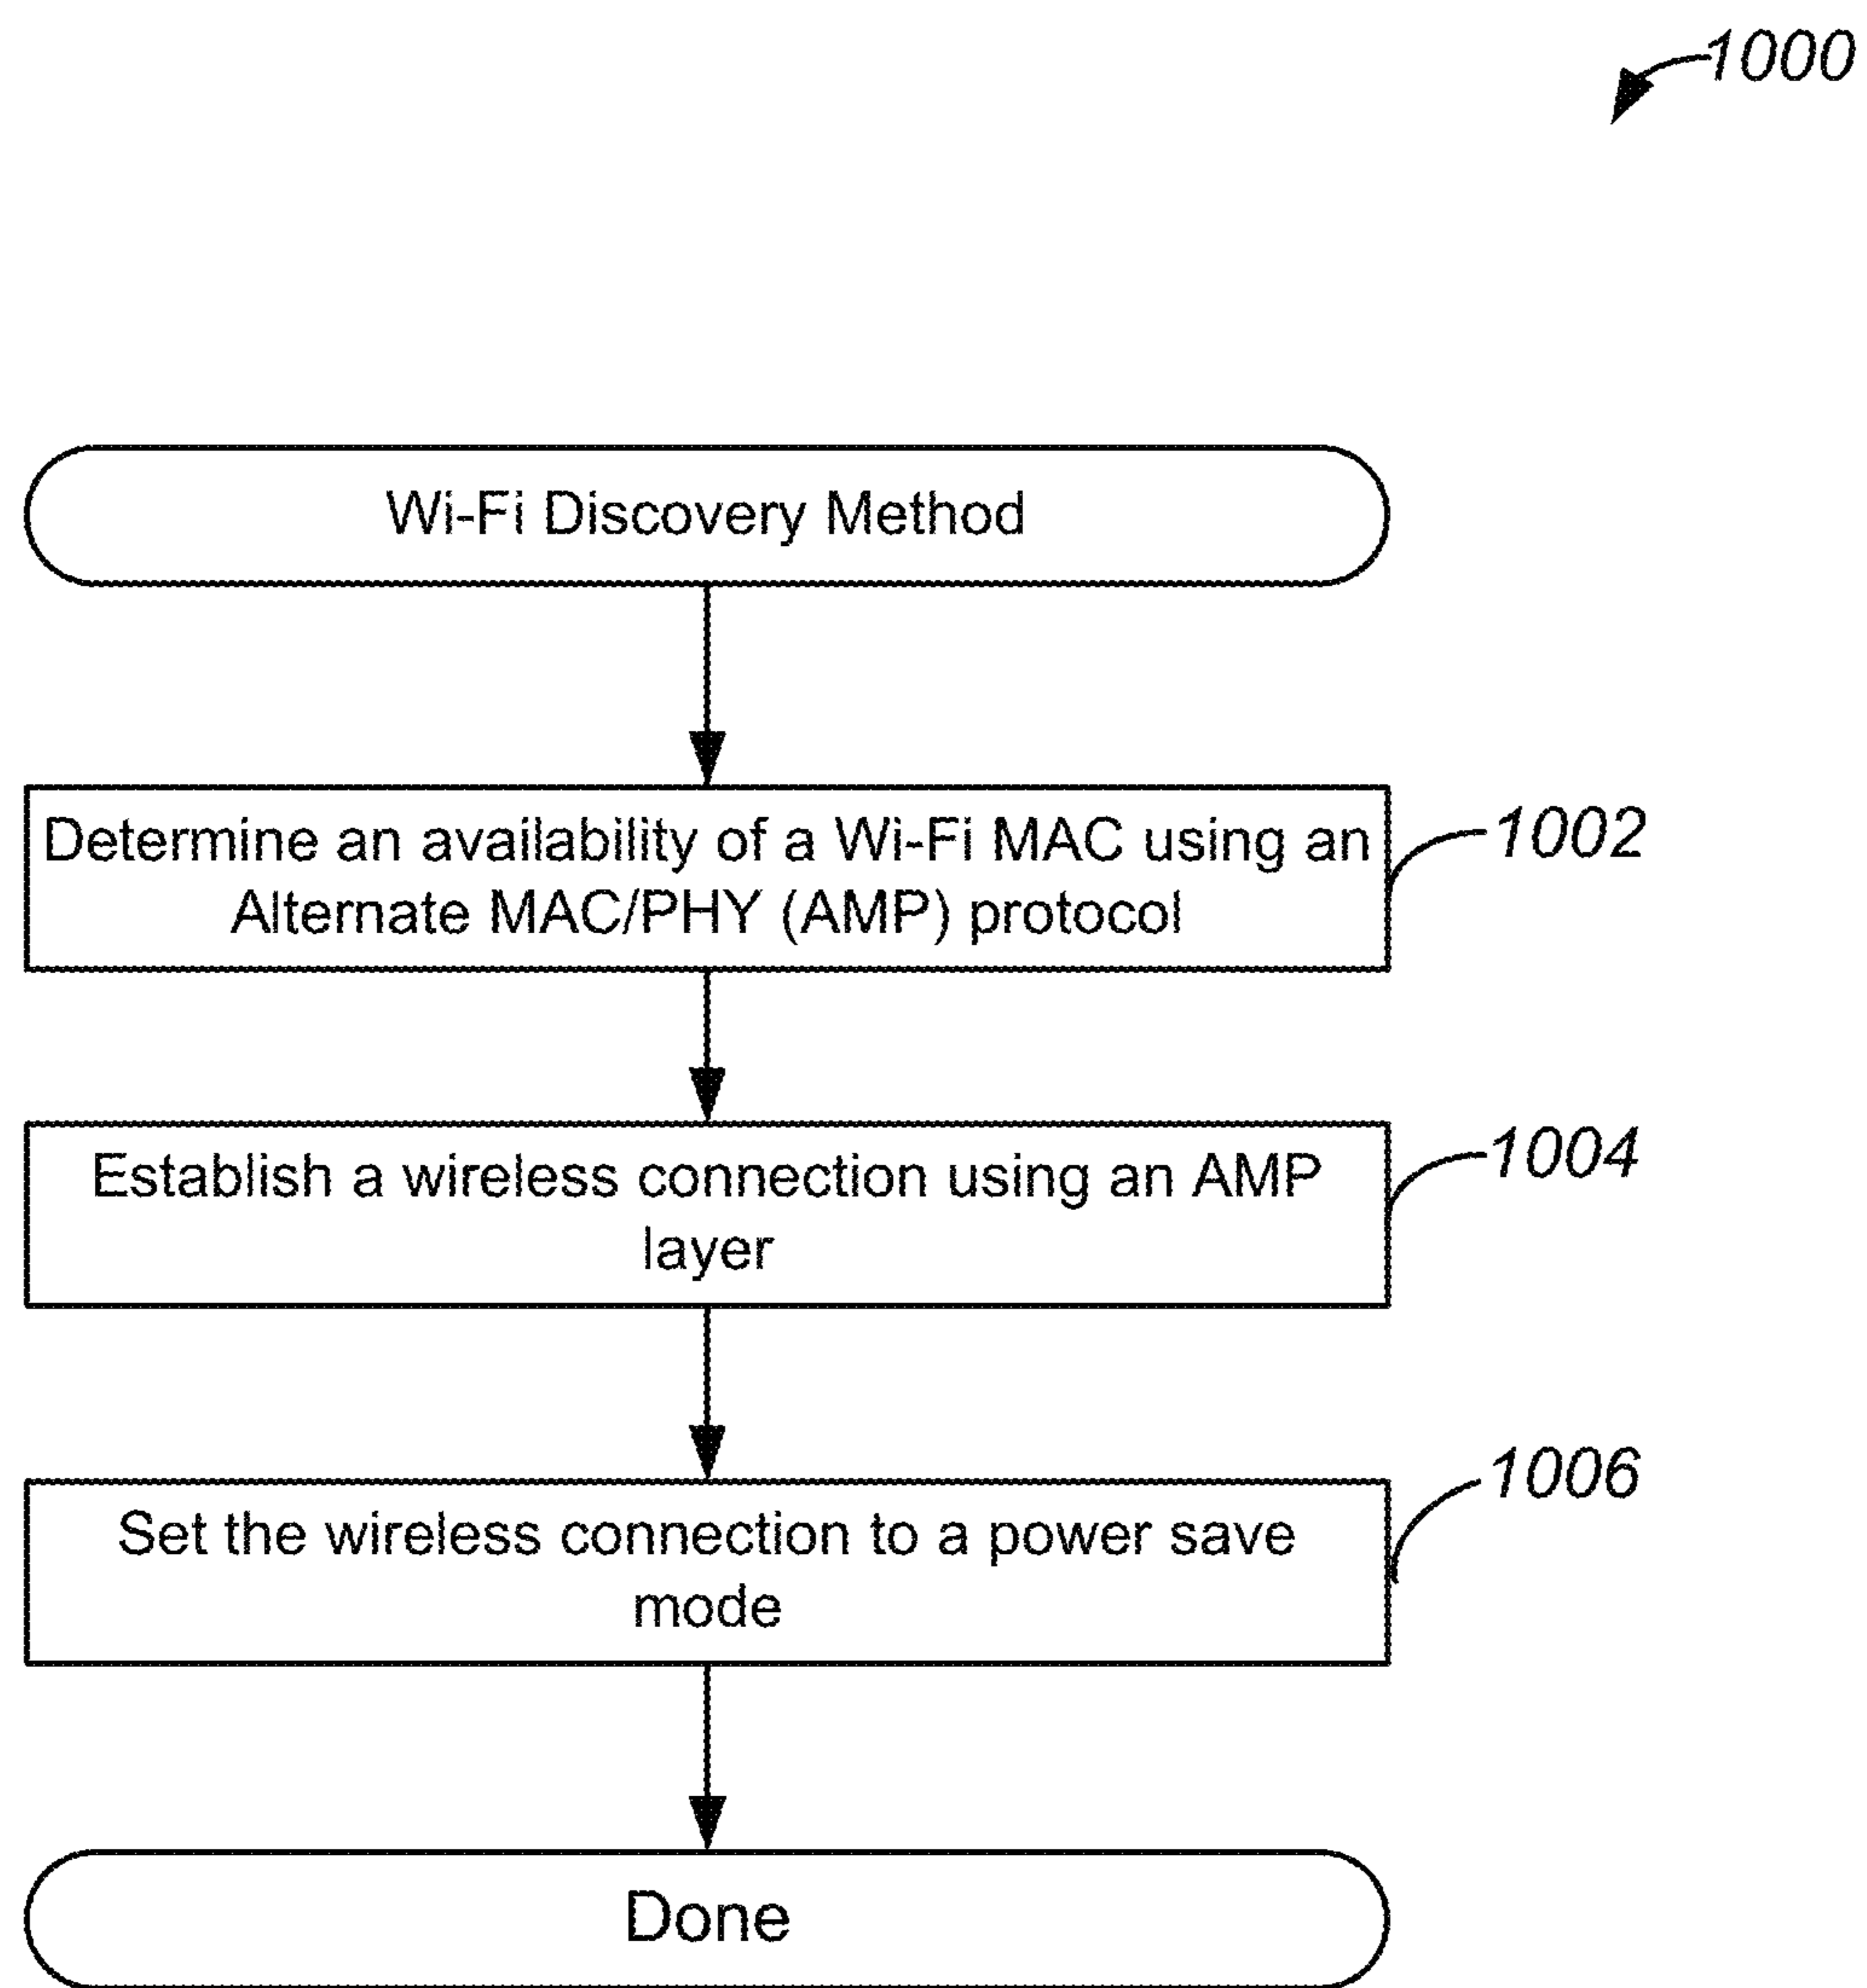 1000
Wi-Fi Discovery Method
Determine an availability of a Wi-Fi MAC using an
Alternate MAC/PHY (AMP) protocol
1002
Establish a wireless connection using an AMP
layer
1004
Set the wireless connection to a power save
mode
1006
Done